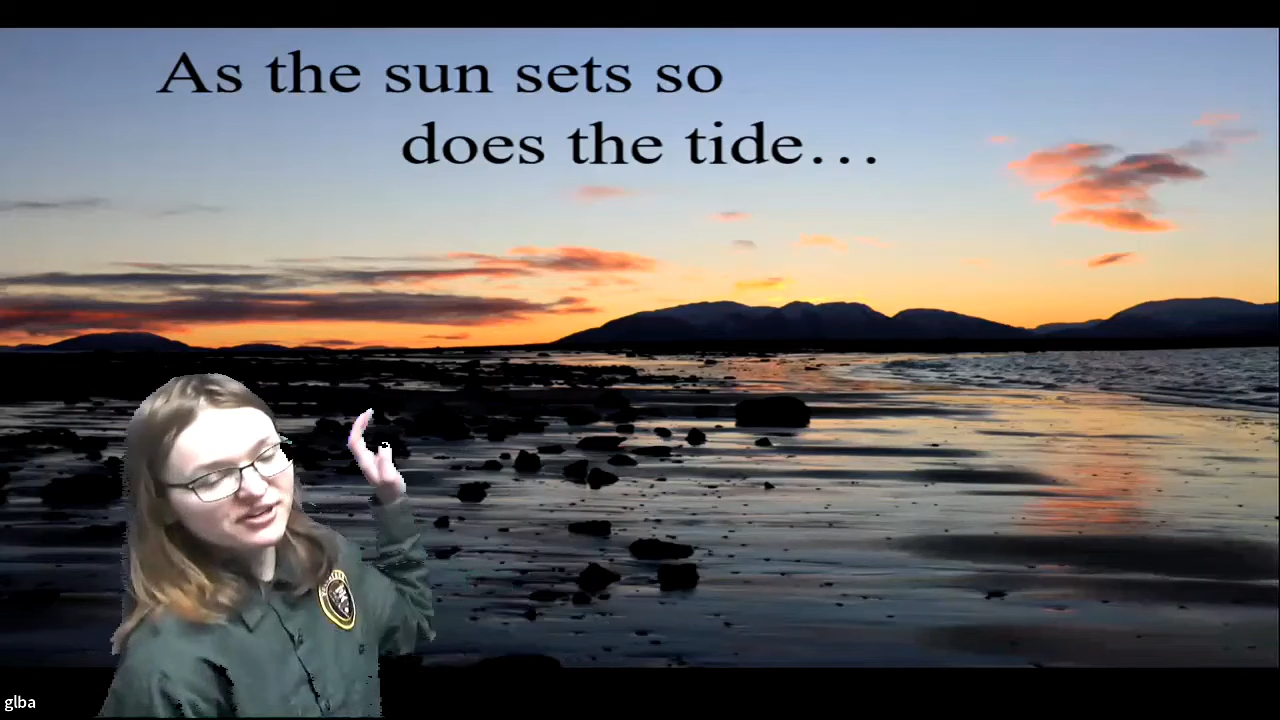 As the sun sets so
does the tide…
glba